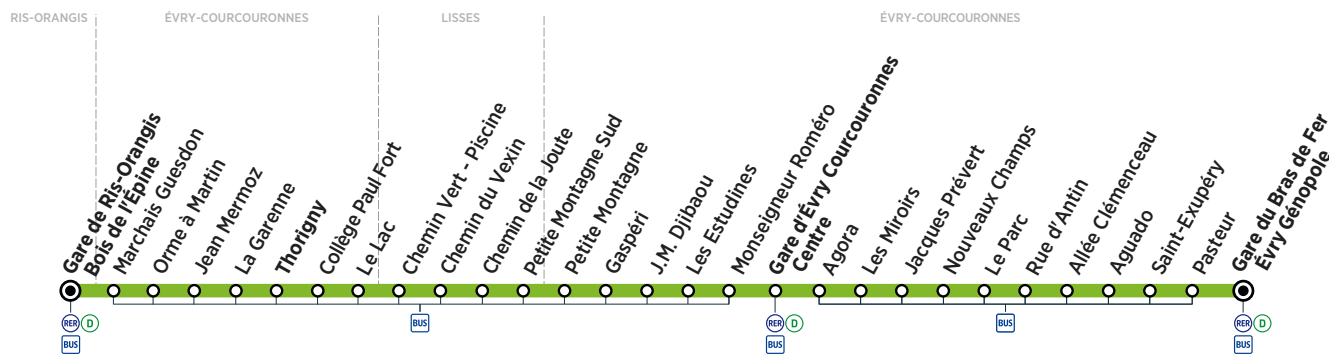 RIS-ORANGIS
ÉVRY-COURCOURONNES
LISSES
ÉVRY-COURCOURONNES
Gare de Ris-Orangis
Bois de l'Épine
Marchais Guesdon
Orme à Martin
Jean Mermoz
La Garenne
Thorigny
Collège Paul Fort
Le Lac
Chemin Vert - Piscine
Chemin du Vexin
Chemin de la Joute
Petite Montagne Sud
Petite Montagne
Gaspéri
J.M. Djibaou
Les Estudines
Monseigneur Roméro
Gare d'Évry Courcouronnes
Centre
Agora
Les Miroirs
Jacques Prévert
Nouveaux Champs
Le Parc
Rue d'Antin
Allée Clémenceau
Aguado
Saint-Exupéry
Pasteur
Gare du Bras de Fer
Évry Génopole
RER D
BUS
BUS
RER D
BUS
BUS
RER D
BUS